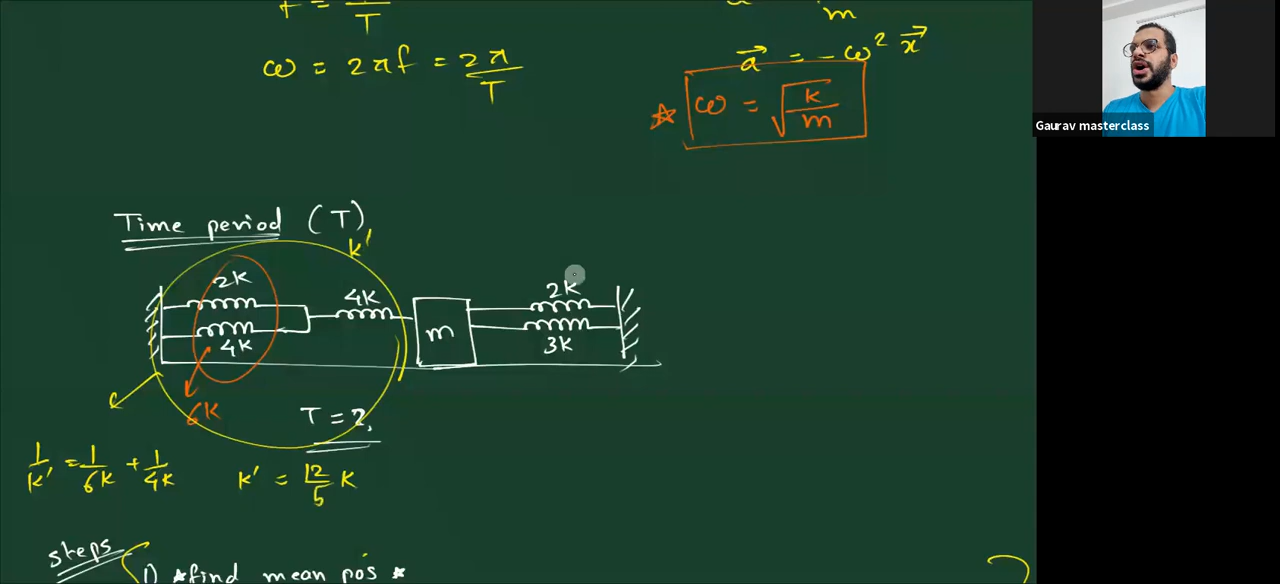 f = 1/T
m
ω = 2πf = 2π/T
a⃗ = -ω² x⃗
☆ ω = √(k/m)
Gaurav masterclass
Time period (T)
k'
2K
4K
4K
m
2K
3K
6K
T = ?
1/K' = 1/6K + 1/4K
K' = 12/5 K
steps
1) *find mean pos *